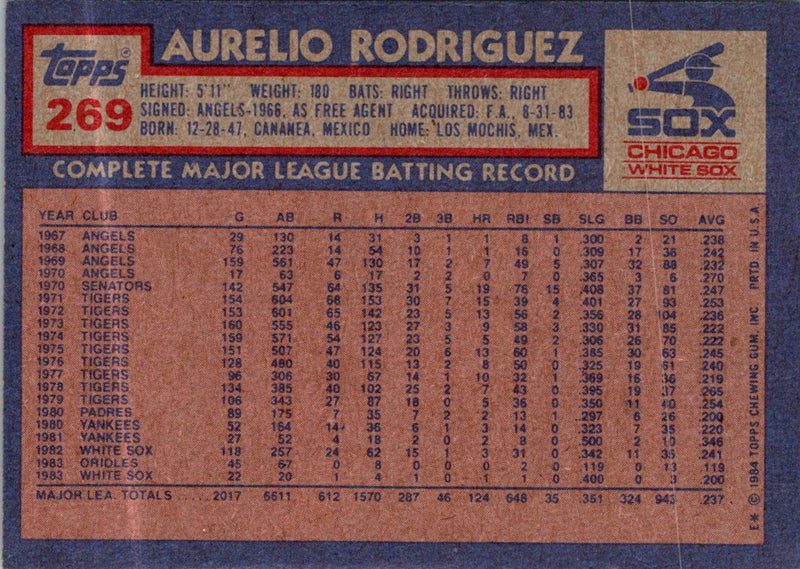 Topps
269
AURELIO RODRIGUEZ
HEIGHT: 5'11" WEIGHT: 180 BATS: RIGHT THROWS: RIGHT
SIGNED: ANGELS-1966, AS FREE AGENT ACQUIRED: F.A., 8-31-83
BORN: 12-28-47, CANANEA, MEXICO HOME: LOS MOCHIS, MEX.
SOX
CHICAGO
WHITE SOX
COMPLETE MAJOR LEAGUE BATTING RECORD
YEAR CLUB G AB R H 2B 3B HR RBI SB SLG BB SO AVG
1967 ANGELS 29 130 14 31 3 1 1 8 1 .300 2 21 .238
1968 ANGELS 76 223 14 54 10 1 1 16 0 .309 17 36 .242
1969 ANGELS 159 561 47 130 17 2 7 49 5 .307 32 88 .232
1970 ANGELS 17 63 6 17 2 2 0 7 0 .365 3 6 .270
1970 SENATORS 142 547 64 135 31 5 19 76 15 .408 37 81 .247
1971 TIGERS 154 604 68 153 30 7 15 39 4 .401 27 93 .253
1972 TIGERS 153 601 65 142 23 5 13 56 2 .356 28 104 .236
1973 TIGERS 160 555 46 123 27 3 9 58 3 .330 31 85 .222
1974 TIGERS 159 571 54 127 23 5 5 49 2 .306 26 70 .222
1975 TIGERS 151 507 47 124 20 6 13 60 1 .385 30 63 .245
1976 TIGERS 128 480 40 115 13 2 8 50 0 .325 19 61 .240
1977 TIGERS 96 306 30 67 14 1 10 32 1 .369 16 36 .219
1978 TIGERS 134 385 40 102 25 2 7 43 0 .395 19 37 .265
1979 TIGERS 106 343 27 87 18 0 5 36 0 .350 11 40 .254
1980 PADRES 89 175 7 35 7 2 2 13 1 .297 6 26 .200
1980 YANKEES 52 164 14 36 6 1 3 14 0 .323 7 35 .220
1981 YANKEES 27 52 4 18 2 0 2 8 0 .500 2 10 .346
1982 WHITE SOX 118 257 24 62 15 1 3 31 0 .342 11 35 .241
1983 ORIOLES 45 67 0 8 0 0 0 2 0 .119 0 13 .119
1983 WHITE SOX 22 20 1 4 1 0 1 1 0 .400 0 3 .200
MAJOR LEA. TOTALS 2017 6611 612 1570 287 46 124 648 35 .351 324 943 .237
E* © 1984 TOPPS CHEWING GUM, INC. PRTD. IN U.S.A.